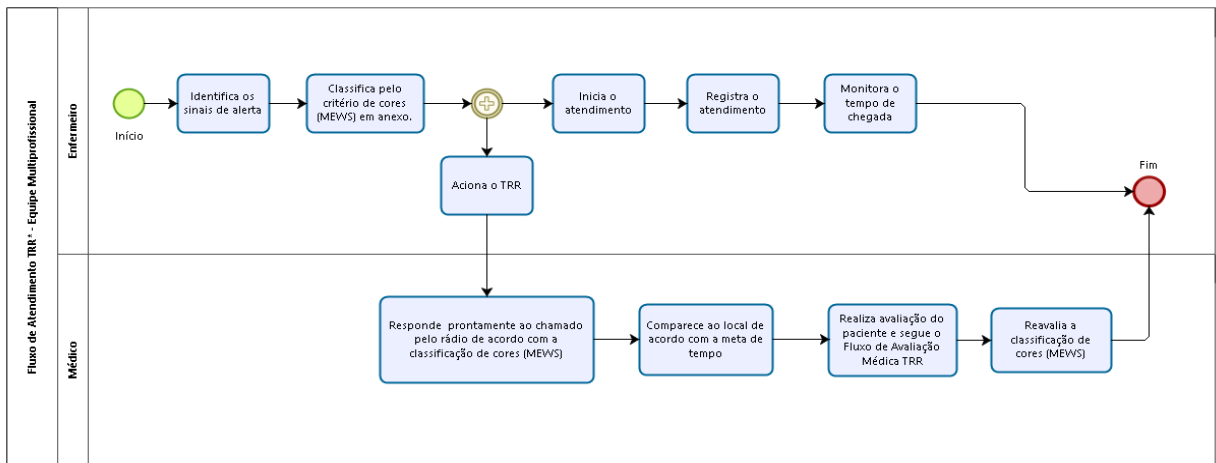 Fluxo de Atendimento TRR* - Equipe Multiprofissional
Enfermeiro
Início
Identifica os
sinais de alerta
Classifica pelo
critério de cores
(MEWS) em anexo.
Inicia o
atendimento
Registra o
atendimento
Monitora o
tempo de
chegada
Aciona o TRR
Fim
Médico
Responde prontamente ao chamado
pelo rádio de acordo com a
classificação de cores (MEWS)
Comparece ao local de
acordo com a meta de
tempo
Realiza avaliação do
paciente e segue o
Fluxo de Avaliação
Médica TRR
Reavalia a
classificação de
cores (MEWS)